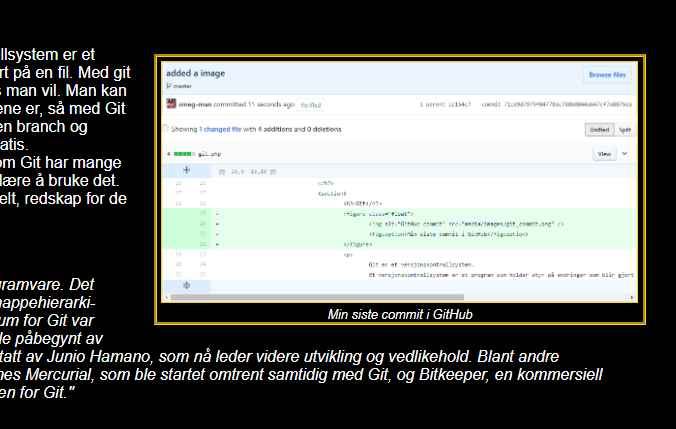 llsystem er et
rt på en fil. Med git
s man vil. Man kan
ene er, så med Git
en branch og
atis.
om Git har mange
lære å bruke det.
elt, redskap for de
added a image
Browse files
master
committed 11 seconds ago
1 parent
commit
Showing 1 changed file with 4 additions and 0 deletions
Unified Split
4 git.php
View
<figure class="float">
<img alt="GitHub commit" src="media/images/git_commit.png" />
<figcaption>Min siste commit i GitHub</figcaption>
</figure>
<p>
Git er et versjonskontrollsystem.
Et versjonskontrollsystem er et program som holder styr på endringer som blir gjort
Min siste commit i GitHub
gramvare. Det
nappehierarki-
um for Git var
le påbegynt av
tatt av Junio Hamano, som nå leder videre utvikling og vedlikehold. Blant andre
nes Mercurial, som ble startet omtrent samtidig med Git, og Bitkeeper, en kommersiell
en for Git."